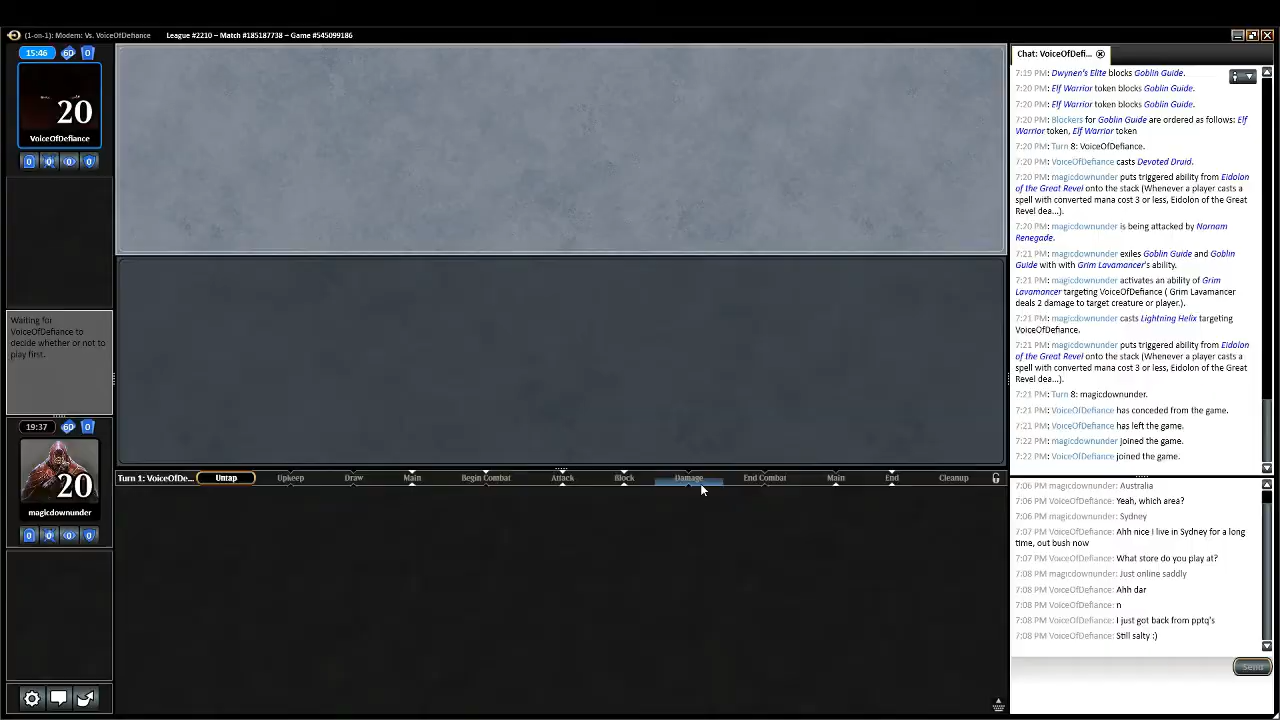 (1-on-1): Modern: Vs. VoiceOfDefiance League #2210 – Match #185187738 – Game #545099186
15:46 60 0
20
VoiceOfDefiance
0 0 0 0
Waiting for
VoiceOfDefiance to
decide whether or not to
play first.
19:37 60 0
20
magicdownunder
0 0 0 0
Turn 1: VoiceOfDe... Untap Upkeep Draw Main Begin Combat Attack Block Damage End Combat Main End Cleanup
Chat: VoiceOfDefi...
7:19 PM: Dwynen's Elite blocks Goblin Guide.
7:20 PM: Elf Warrior token blocks Goblin Guide.
7:20 PM: Elf Warrior token blocks Goblin Guide.
7:20 PM: Blockers for Goblin Guide are ordered as follows: Elf
Warrior token, Elf Warrior token
7:20 PM: Turn 8: VoiceOfDefiance.
7:20 PM: VoiceOfDefiance casts Devoted Druid.
7:20 PM: magicdownunder puts triggered ability from Eidolon
of the Great Revel onto the stack (Whenever a player casts a
spell with converted mana cost 3 or less, Eidolon of the Great
Revel dea...).
7:20 PM: magicdownunder is being attacked by Narnam
Renegade.
7:21 PM: magicdownunder exiles Goblin Guide and Goblin
Guide with with Grim Lavamancer's ability.
7:21 PM: magicdownunder activates an ability of Grim
Lavamancer targeting VoiceOfDefiance ( Grim Lavamancer
deals 2 damage to target creature or player.).
7:21 PM: magicdownunder casts Lightning Helix targeting
VoiceOfDefiance.
7:21 PM: magicdownunder puts triggered ability from Eidolon
of the Great Revel onto the stack (Whenever a player casts a
spell with converted mana cost 3 or less, Eidolon of the Great
Revel dea...).
7:21 PM: Turn 8: magicdownunder.
7:21 PM: VoiceOfDefiance has conceded from the game.
7:21 PM: VoiceOfDefiance has left the game.
7:22 PM: magicdownunder joined the game.
7:22 PM: VoiceOfDefiance joined the game.
7:06 PM magicdownunder: Australia
7:06 PM VoiceOfDefiance: Yeah, which area?
7:06 PM magicdownunder: Sydney
7:07 PM VoiceOfDefiance: Ahh nice I live in Sydney for a long
time, out bush now
7:07 PM VoiceOfDefiance: What store do you play at?
7:08 PM magicdownunder: Just online saddly
7:08 PM VoiceOfDefiance: Ahh dar
7:08 PM VoiceOfDefiance: n
7:08 PM VoiceOfDefiance: I just got back from pptq's
7:08 PM VoiceOfDefiance: Still salty :)
Send